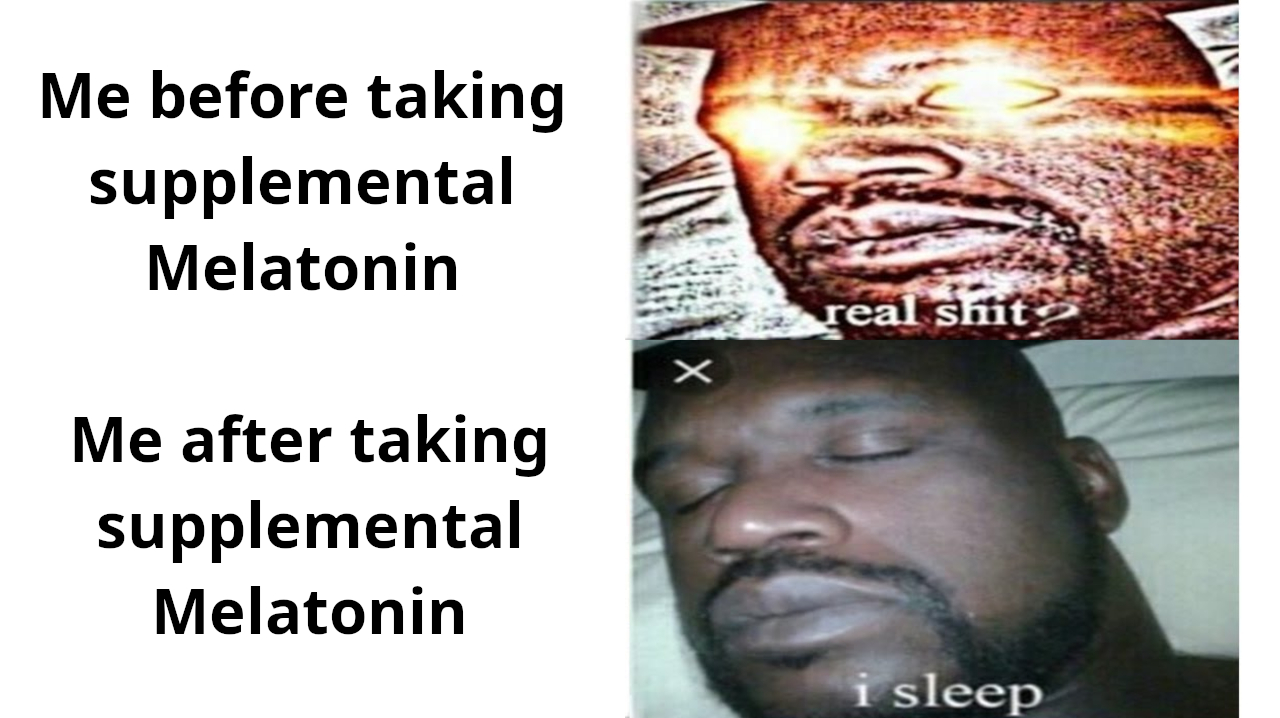 Me before taking
supplemental
Melatonin
real shit?
Me after taking
supplemental
Melatonin
i sleep